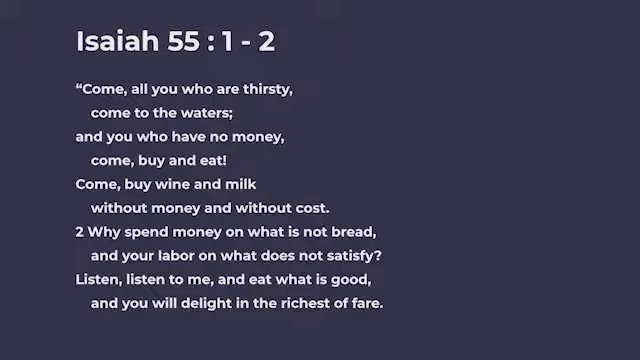 Isaiah 55 : 1 - 2
“Come, all you who are thirsty,
come to the waters;
and you who have no money,
come, buy and eat!
Come, buy wine and milk
without money and without cost.
2 Why spend money on what is not bread,
and your labor on what does not satisfy?
Listen, listen to me, and eat what is good,
and you will delight in the richest of fare.